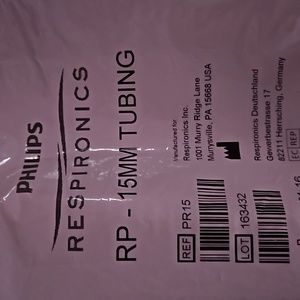 PHILIPS
RESPIRONICS
RP - 15MM TUBING
Manufactured for:
Respironics Inc.
1001 Murry Ridge Lane
Murrysville, PA 15668 USA
Respironics Deutschland
Gewerbestrasse 17
82211 Herrsching, Germany
EC REP
REF PR15
LOT 163432